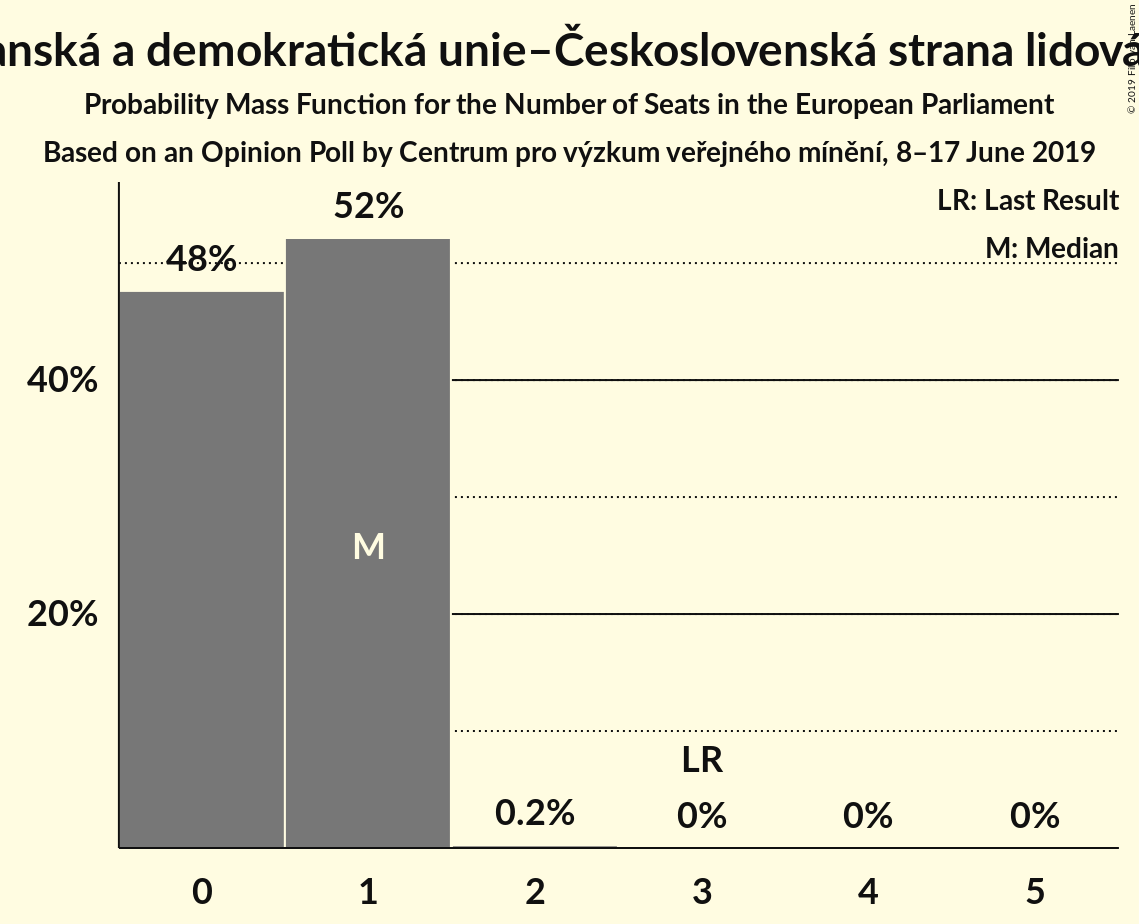 anská a demokratická unie–Československá strana lidová
Probability Mass Function for the Number of Seats in the European Parliament
Based on an Opinion Poll by Centrum pro výzkum veřejného mínění, 8–17 June 2019
LR: Last Result
M: Median
52%
48%
40%
M
20%
LR
0.2%
0%
0%
0%
0
1
2
3
4
5
© 2019